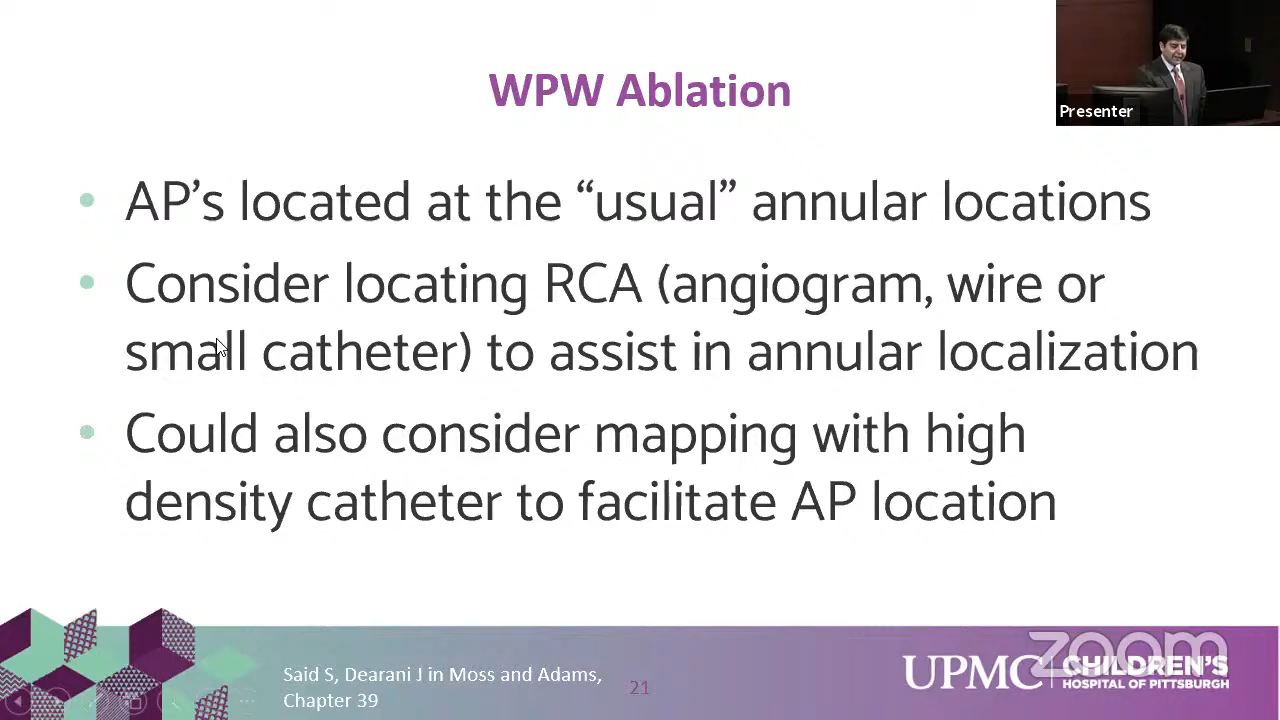 WPW Ablation
Presenter
• AP's located at the “usual” annular locations
• Consider locating RCA (angiogram, wire or
small catheter) to assist in annular localization
• Could also consider mapping with high
density catheter to facilitate AP location
Said S, Dearani J in Moss and Adams,
Chapter 39
21
zoom
UPMC CHILDREN'S
HOSPITAL OF PITTSBURGH